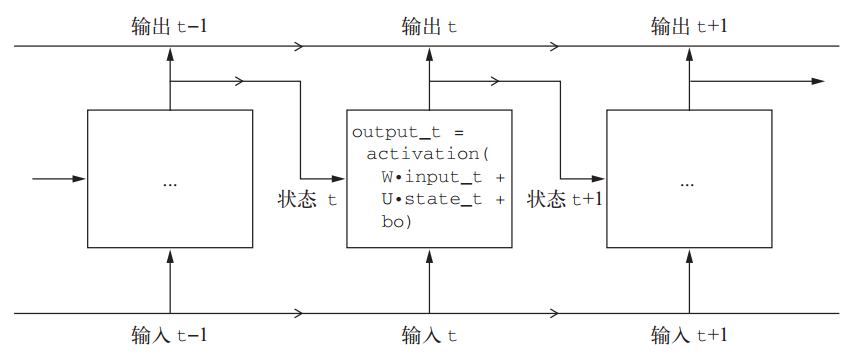 输出 t−1
输出 t
输出 t+1
...
output_t =
activation(
W•input_t +
U•state_t +
bo)
...
状态 t
状态 t+1
输入 t−1
输入 t
输入 t+1